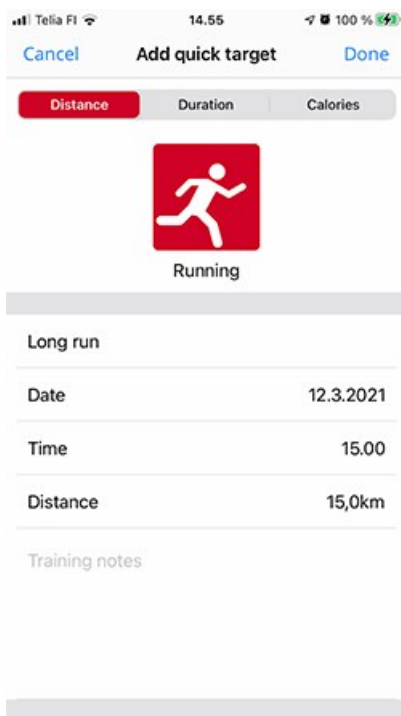 Telia FI 14.55 100 %
Cancel Add quick target Done
Distance Duration Calories
Running
Long run
Date 12.3.2021
Time 15.00
Distance 15,0km
Training notes